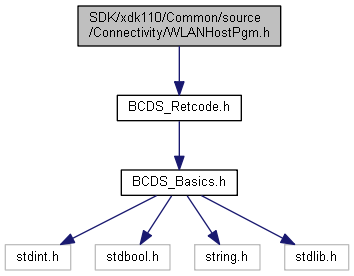 SDK/xdk110/Common/source
/Connectivity/WLANHostPgm.h
BCDS_Retcode.h
BCDS_Basics.h
stdint.h
stdbool.h
string.h
stdlib.h